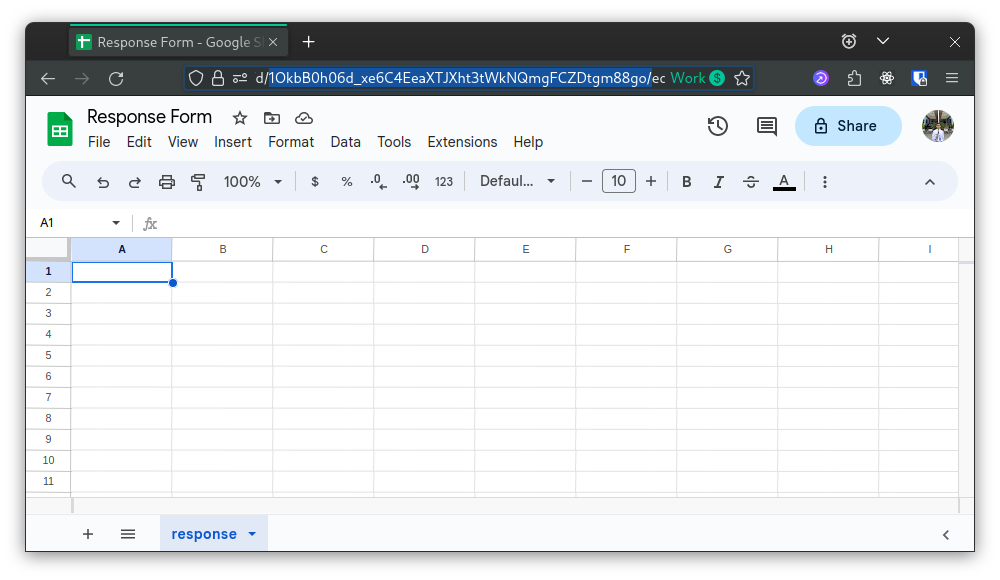 Response Form - Google S
d/1OkbB0h06d_xe6C4EeaXTJXht3tWkNQmgFCZDtgm88go/ec Work $
Response Form
Share
File Edit View Insert Format Data Tools Extensions Help
100% $ % .0 .00 123 Defaul... 10 B I S A
A1 fx
A B C D E F G H I
1
2
3
4
5
6
7
8
9
10
11
response